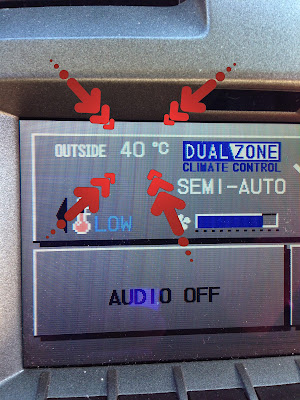 OUTSIDE 40 °C
DUAL ZONE
CLIMATE CONTROL
SEMI-AUTO
LOW
AUDIO OFF